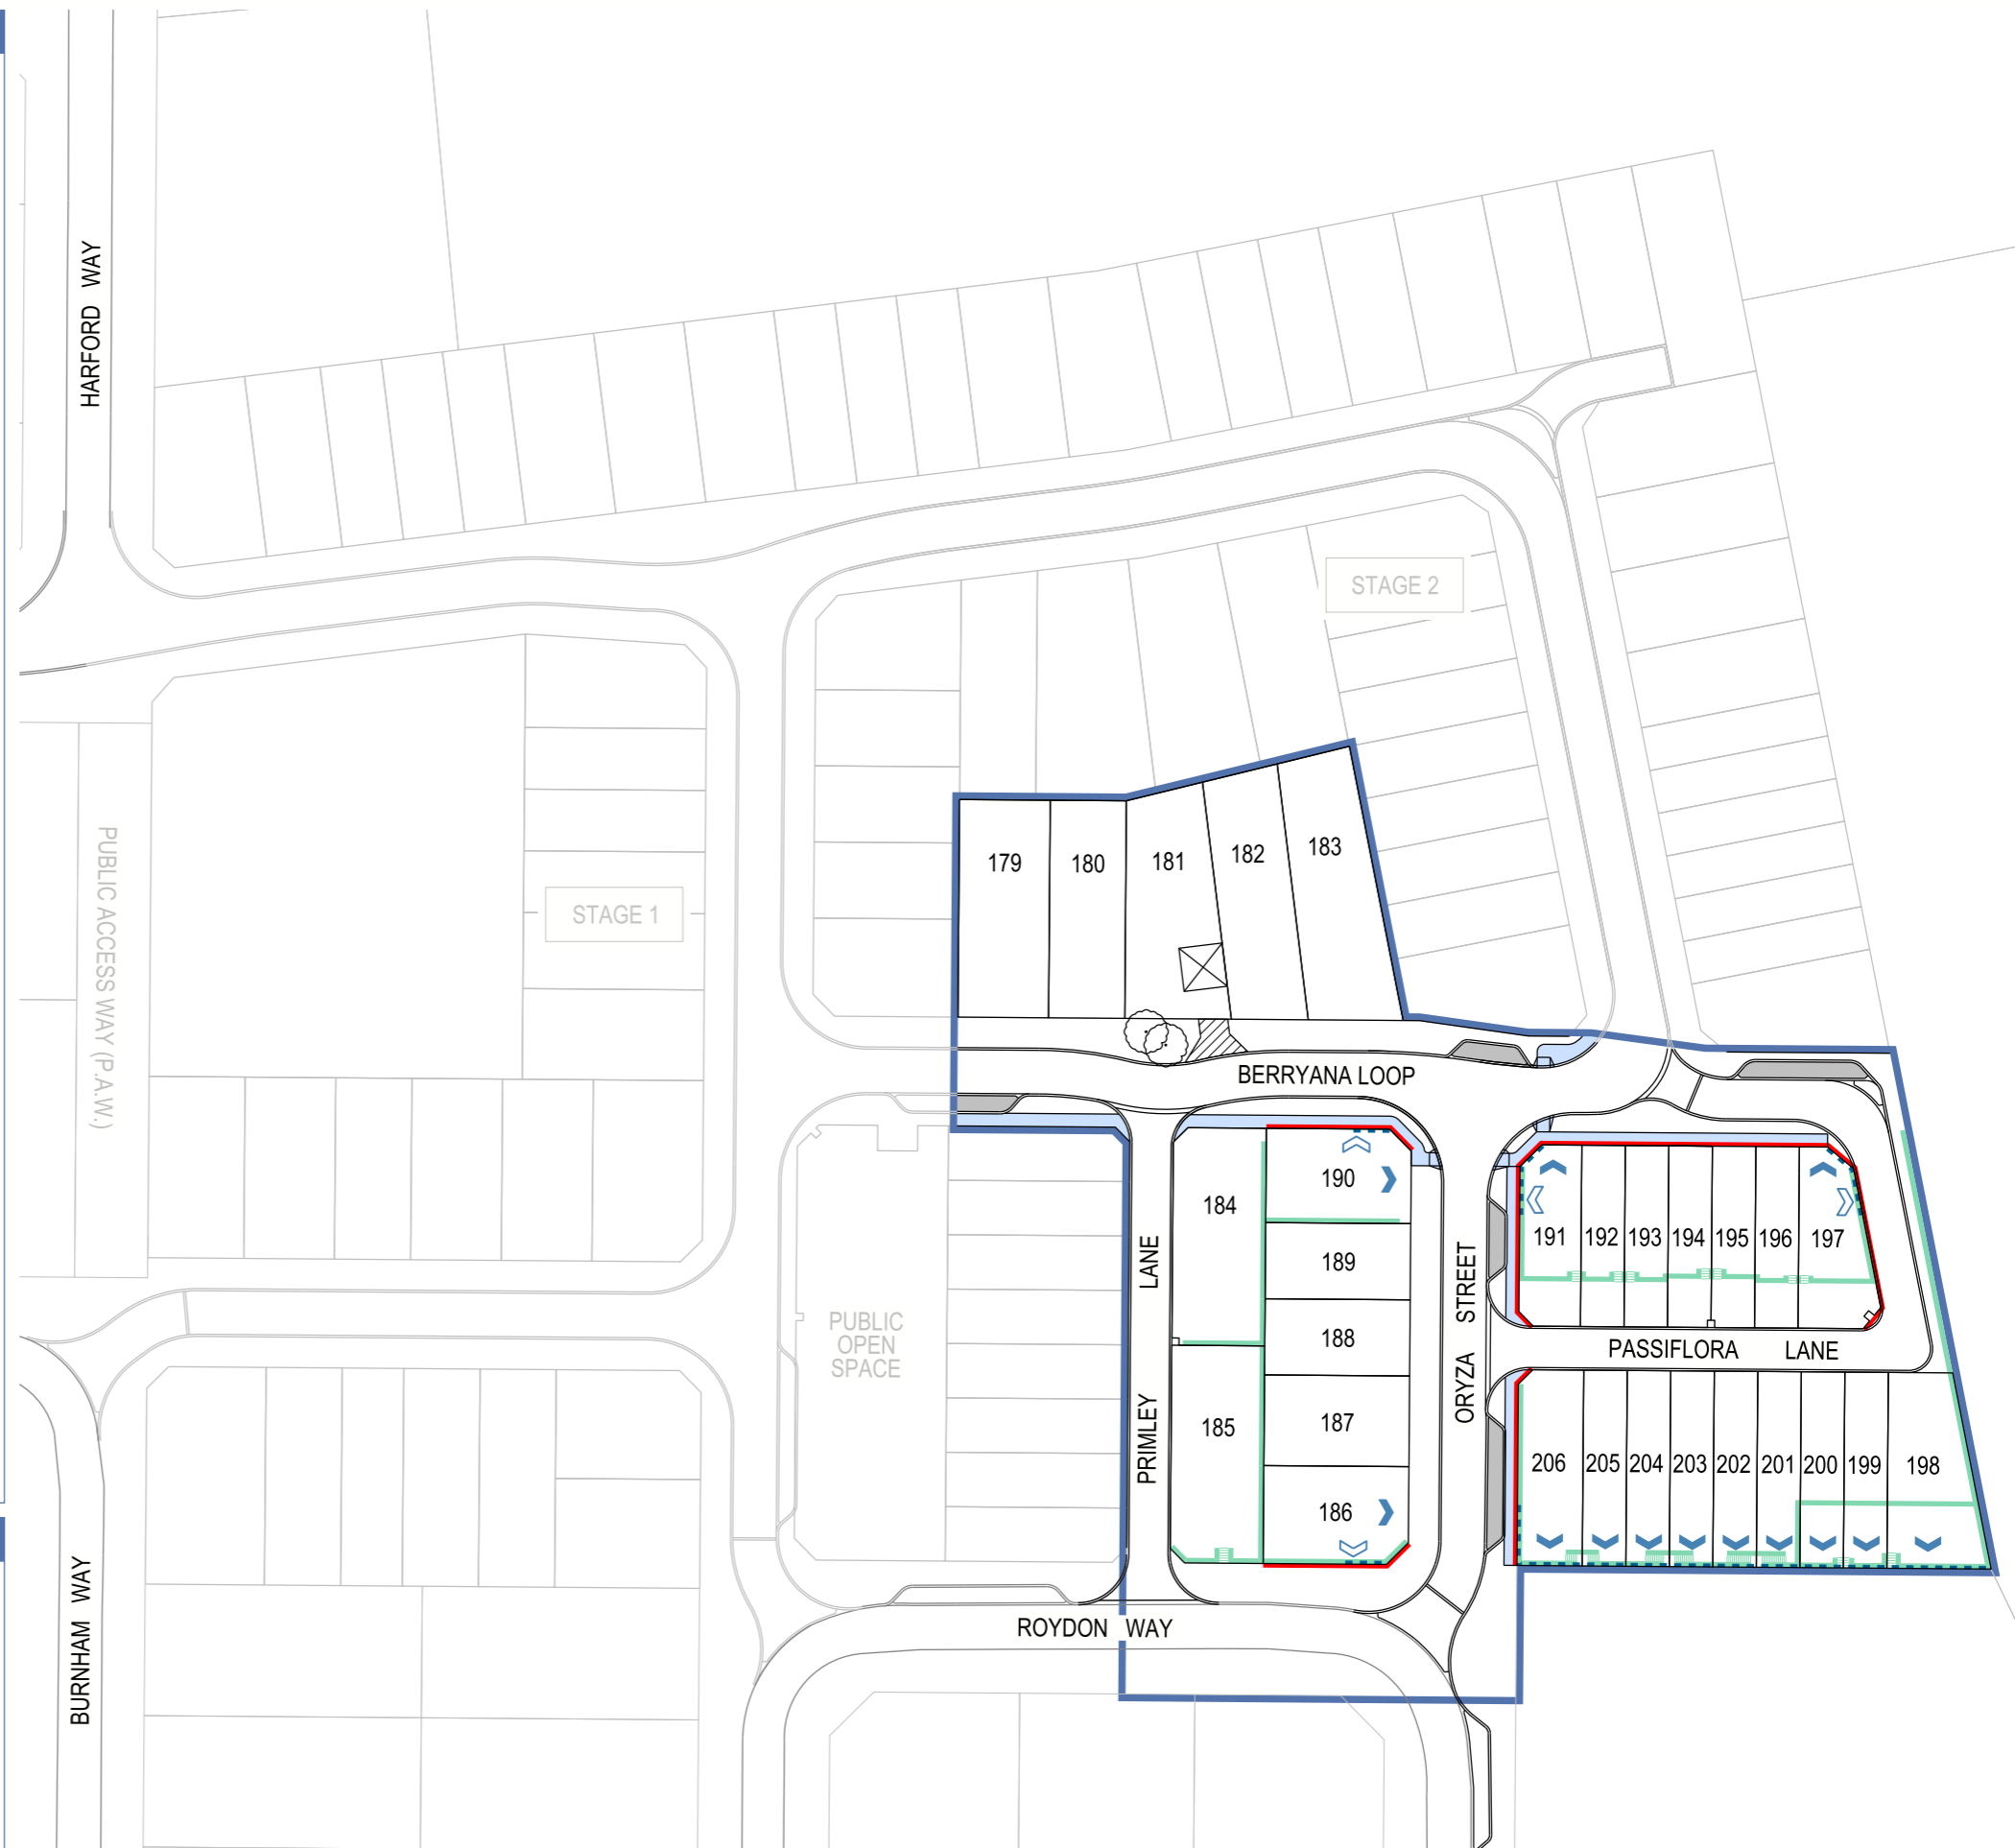 HARFORD WAY
STAGE 2
PUBLIC ACCESS WAY (P.A.W.)
STAGE 1
179
180
181
182
183
BERRYANA LOOP
184
190
189
188
187
186
185
PRIMLEY LANE
ORYZA STREET
191
192
193
194
195
196
197
PASSIFLORA LANE
206
205
204
203
202
201
200
199
198
PUBLIC
OPEN
SPACE
ROYDON WAY
BURNHAM WAY